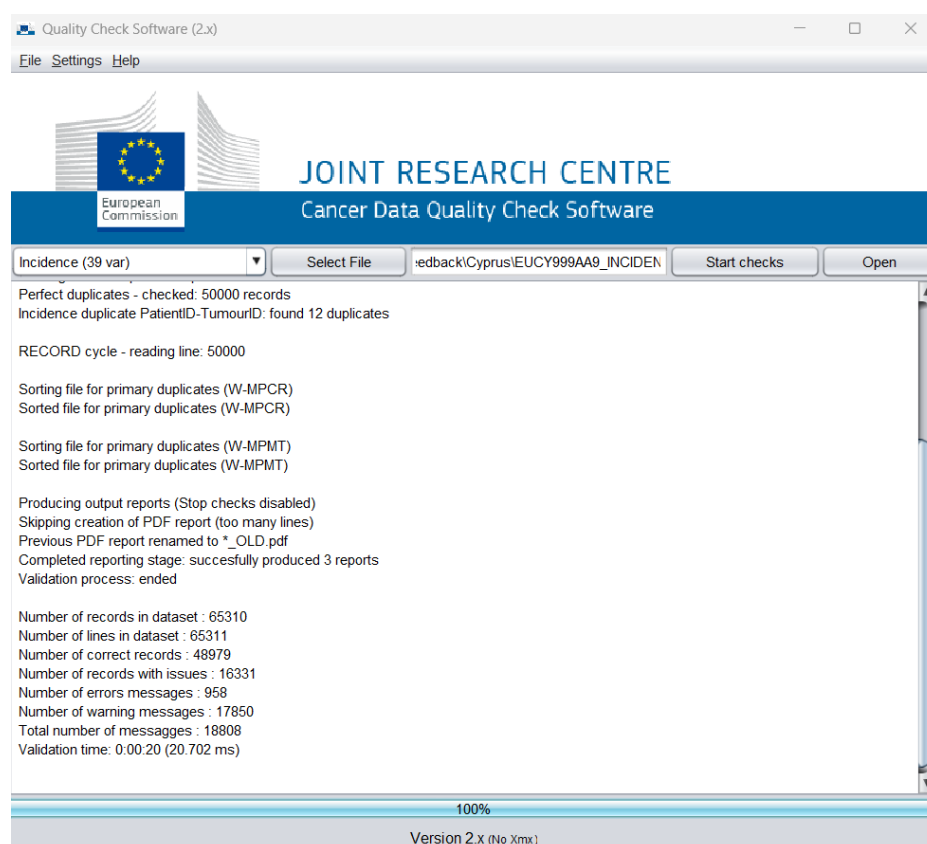 Quality Check Software (2.x)
File Settings Help
JOINT RESEARCH CENTRE
European
Commission
Cancer Data Quality Check Software
Incidence (39 var) Select File :edback\Cyprus\EUCY999AA9_INCIDEN Start checks Open
Perfect duplicates - checked: 50000 records
Incidence duplicate PatientID-TumourID: found 12 duplicates
RECORD cycle - reading line: 50000
Sorting file for primary duplicates (W-MPCR)
Sorted file for primary duplicates (W-MPCR)
Sorting file for primary duplicates (W-MPMT)
Sorted file for primary duplicates (W-MPMT)
Producing output reports (Stop checks disabled)
Skipping creation of PDF report (too many lines)
Previous PDF report renamed to *_OLD.pdf
Completed reporting stage: succesfully produced 3 reports
Validation process: ended
Number of records in dataset : 65310
Number of lines in dataset : 65311
Number of correct records : 48979
Number of records with issues : 16331
Number of errors messages : 958
Number of warning messages : 17850
Total number of messagges : 18808
Validation time: 0:00:20 (20.702 ms)
100%
Version 2.x (No Xmx)